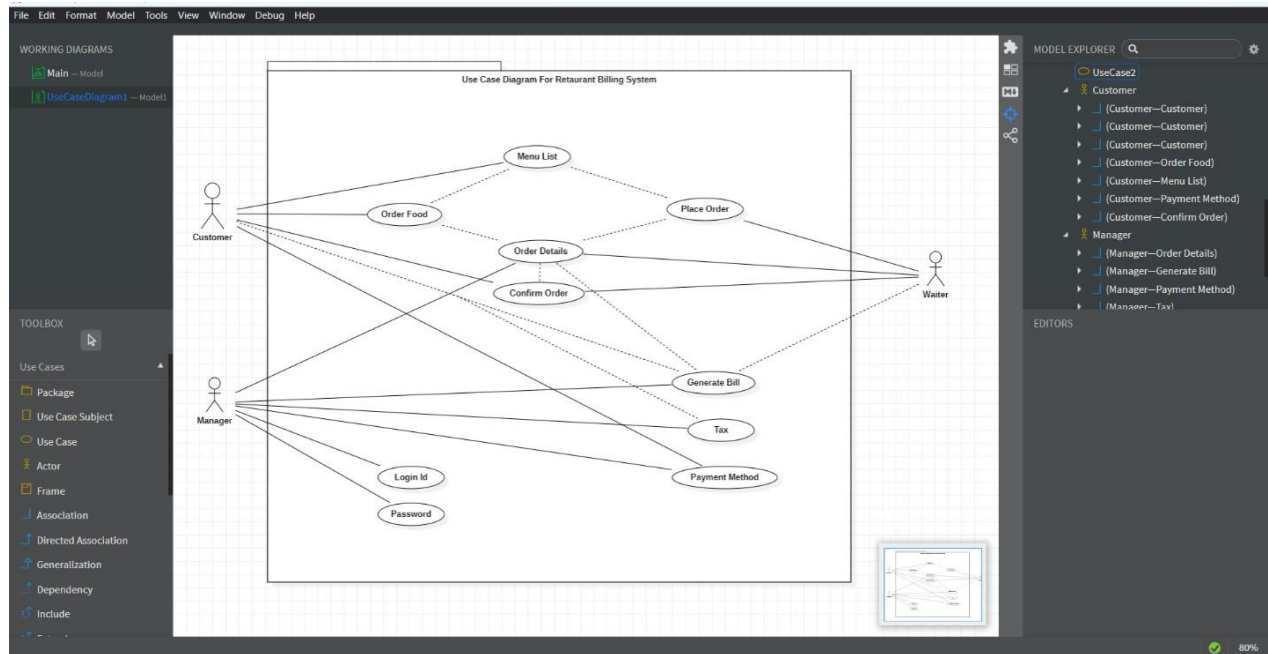 File Edit Format Model Tools View Window Debug Help
WORKING DIAGRAMS
Main — Model
UseCaseDiagram1 — Model1
TOOLBOX
Use Cases
Package
Use Case Subject
Use Case
Actor
Frame
Association
Directed Association
Generalization
Dependency
Include
Use Case Diagram For Retaurant Billing System
Menu List
Order Food
Place Order
Customer
Order Details
Confirm Order
Waiter
Generate Bill
Manager
Tax
Login Id
Payment Method
Password
MODEL EXPLORER
UseCase2
Customer
(Customer—Customer)
(Customer—Customer)
(Customer—Customer)
(Customer—Order Food)
(Customer—Menu List)
(Customer—Payment Method)
(Customer—Confirm Order)
Manager
(Manager—Order Details)
(Manager—Generate Bill)
(Manager—Payment Method)
(Manager—Tax)
EDITORS
80%